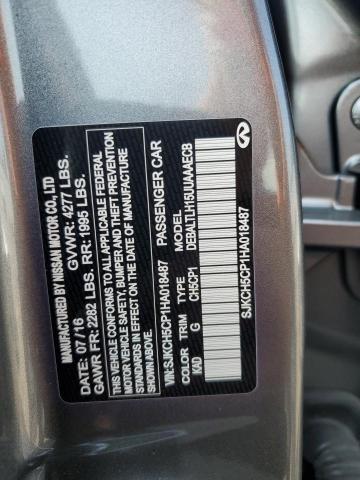 MANUFACTURED BY NISSAN MOTOR CO., LTD
DATE: 07 / 16 GVWR: 4277 LBS.
GAWR FR: 2282 LBS. RR: 1995 LBS.
THIS VEHICLE CONFORMS TO ALL APPLICABLE FEDERAL
MOTOR VEHICLE SAFETY, BUMPER AND THEFT PREVENTION
STANDARDS IN EFFECT ON THE DATE OF MANUFACTURE
SHOWN ABOVE.
VIN: SJKCH5CP1HA018487 PASSENGER CAR
COLOR TRIM TYPE DEBALTLH15UUAAAECB
KAD G CH5CP1
SJKCH5CP1HA018487